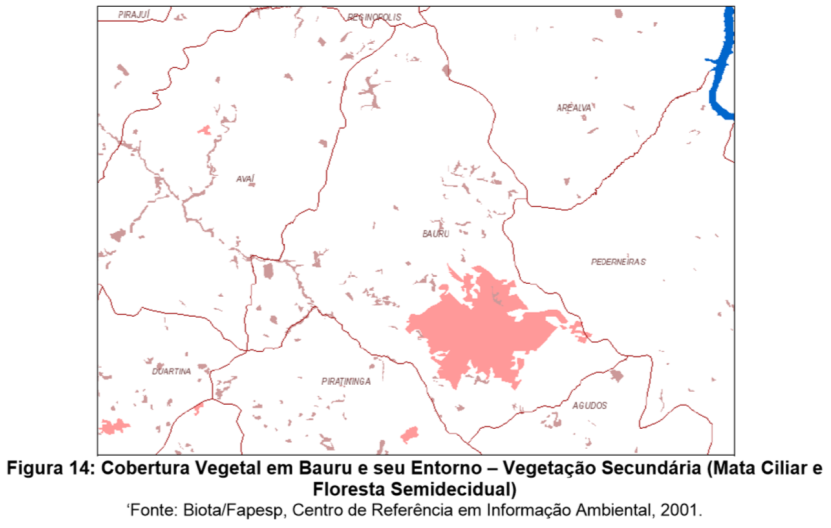 PIRAJUÍ
REGINOPOLIS
AREALVA
AVAÍ
BAURU
PEDERNEIRAS
DUARTINA
PIRATININGA
AGUDOS
Figura 14: Cobertura Vegetal em Bauru e seu Entorno – Vegetação Secundária (Mata Ciliar e
Floresta Semidecidual)
‘Fonte: Biota/Fapesp, Centro de Referência em Informação Ambiental, 2001.